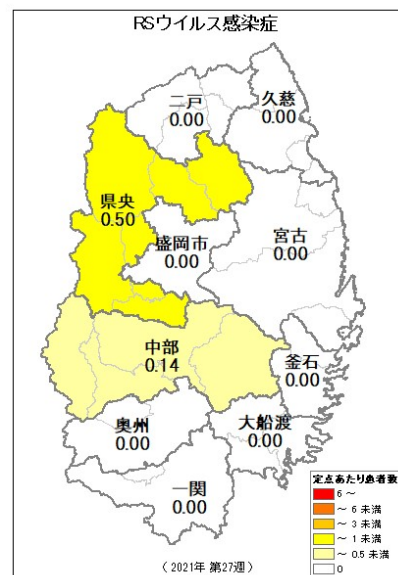 RSウイルス感染症
二戸
0.00
久慈
0.00
県央
0.50
盛岡市
0.00
宮古
0.00
中部
0.14
釜石
0.00
奥州
0.00
大船渡
0.00
一関
0.00
定点あたり患者数
6 ～
～ 6 未満
～ 3 未満
～ 1 未満
～ 0.5 未満
0
（ 2021年 第27週 ）